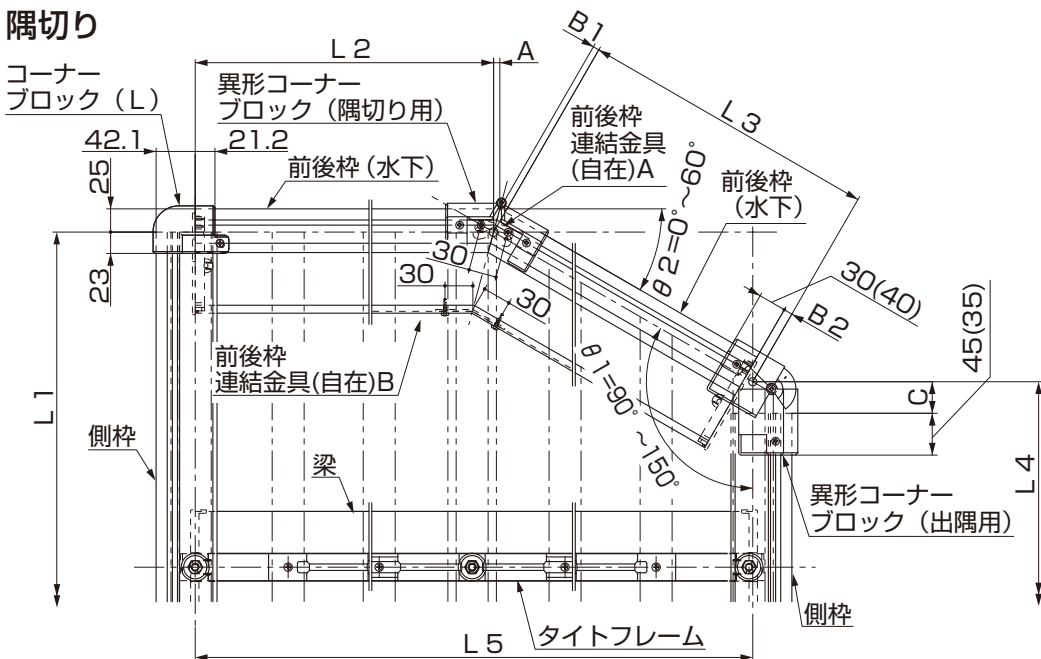 隅切り
コーナー
ブロック（L）
L2
A
B1
異形コーナー
ブロック（隅切り用）
前後枠
連結金具
(自在)A
L3
42.1
21.2
25
前後枠（水下）
θ2=0°～60°
前後枠
（水下）
23
30
30
30
30(40)
B2
45(35)
前後枠
連結金具(自在)B
θ1=90°～150°
C
L1
側枠
梁
L4
異形コーナー
ブロック（出隅用）
側枠
タイトフレーム
L5